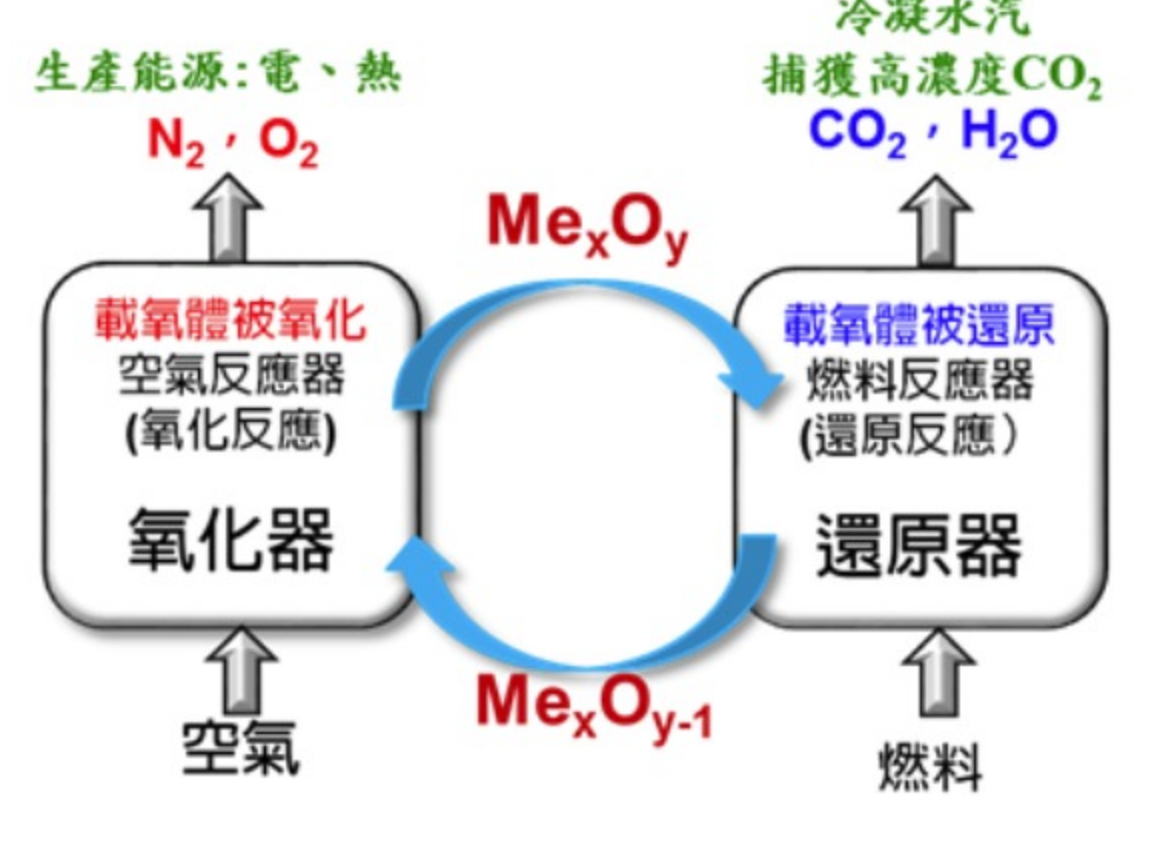 生產能源:電、熱
N₂，O₂
冷凝水汽
捕獲高濃度CO₂
CO₂，H₂O
MeₓOᵧ
載氧體被氧化
空氣反應器
(氧化反應)
氧化器
載氧體被還原
燃料反應器
(還原反應）
還原器
MeₓOᵧ₋₁
空氣
燃料